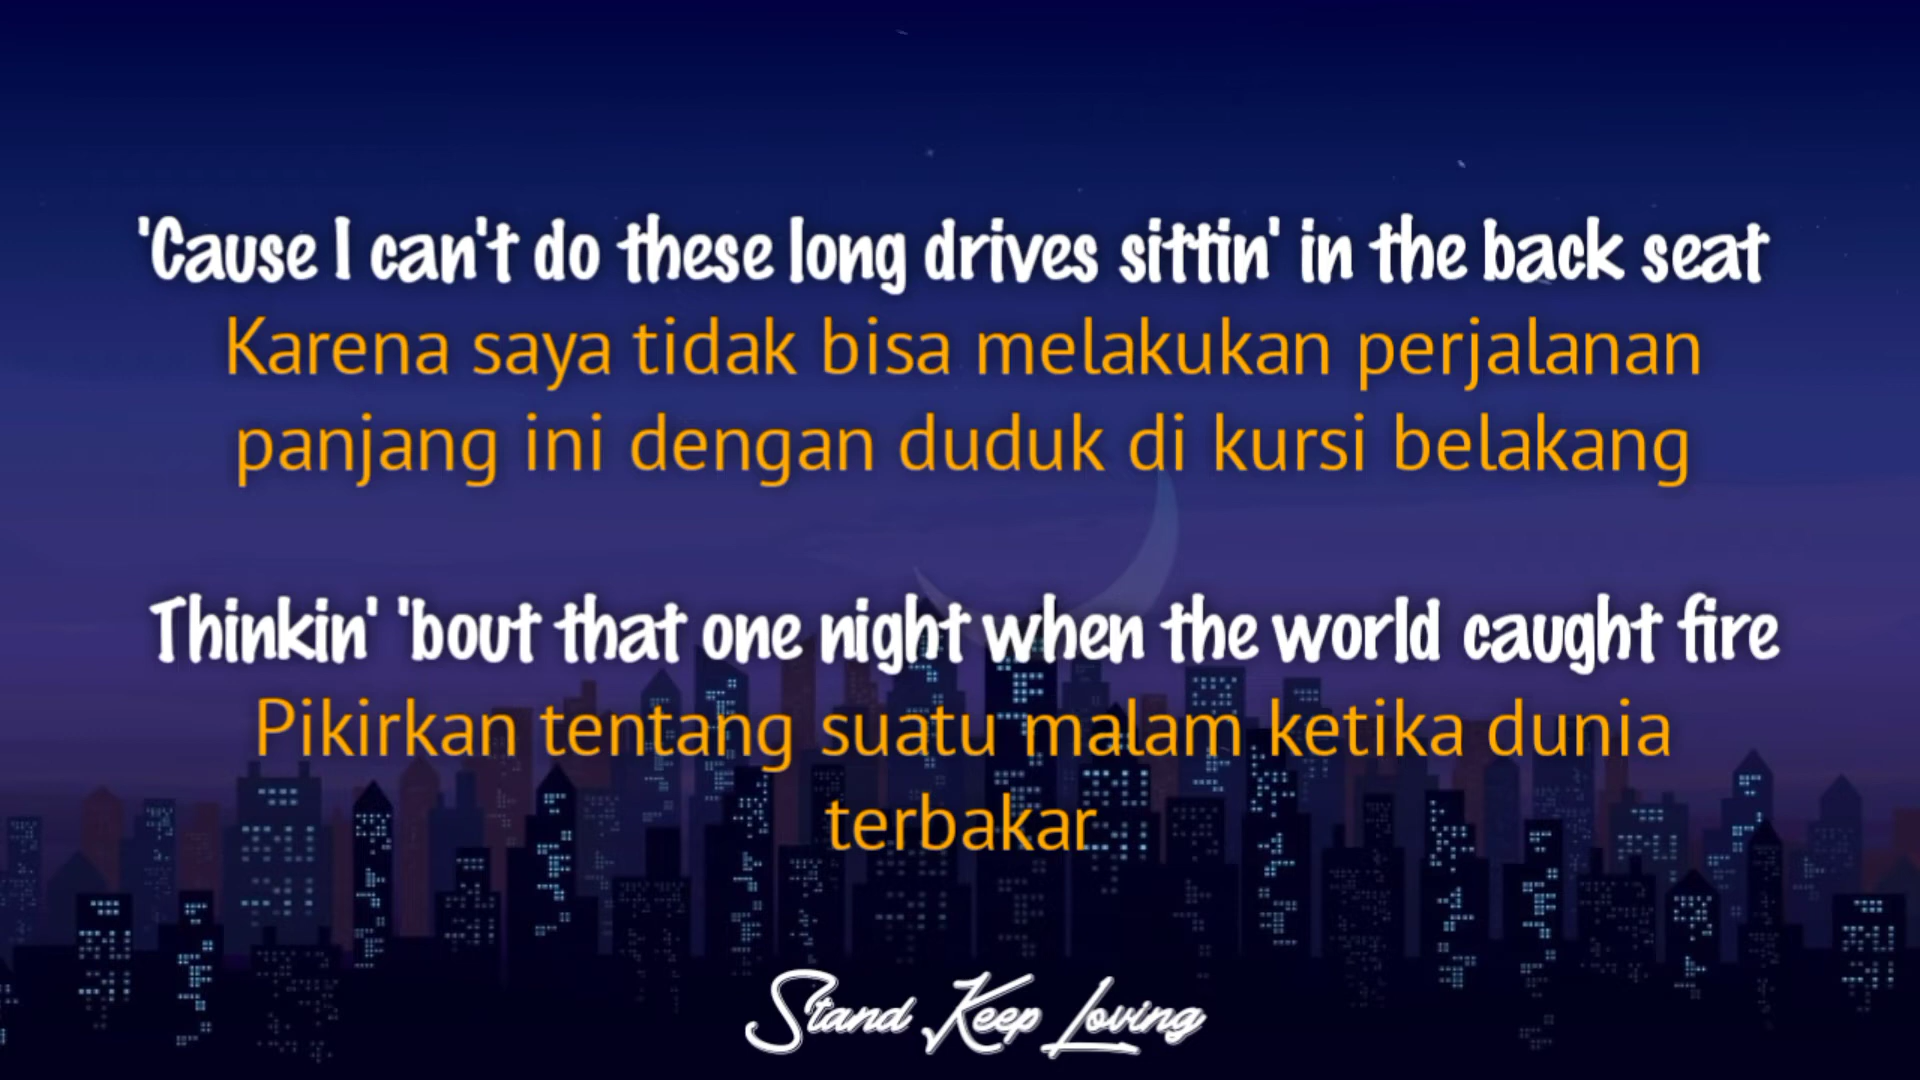 'Cause I can't do these long drives sittin' in the back seat
Karena saya tidak bisa melakukan perjalanan
panjang ini dengan duduk di kursi belakang
Thinkin' 'bout that one night when the world caught fire
Pikirkan tentang suatu malam ketika dunia
terbakar
Stand Keep Loving